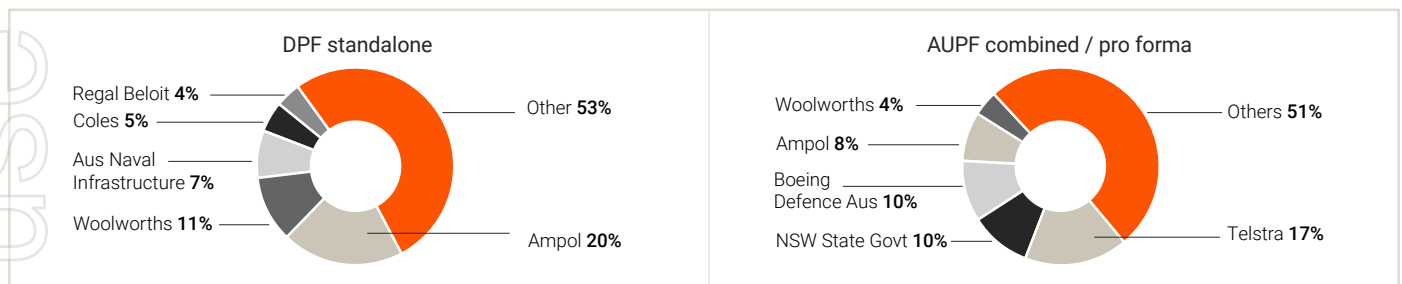 DPF standalone
Regal Beloit 4%
Coles 5%
Aus Naval
Infrastructure 7%
Woolworths 11%
Other 53%
Ampol 20%
AUPF combined / pro forma
Woolworths 4%
Ampol 8%
Boeing
Defence Aus 10%
NSW State Govt 10%
Others 51%
Telstra 17%